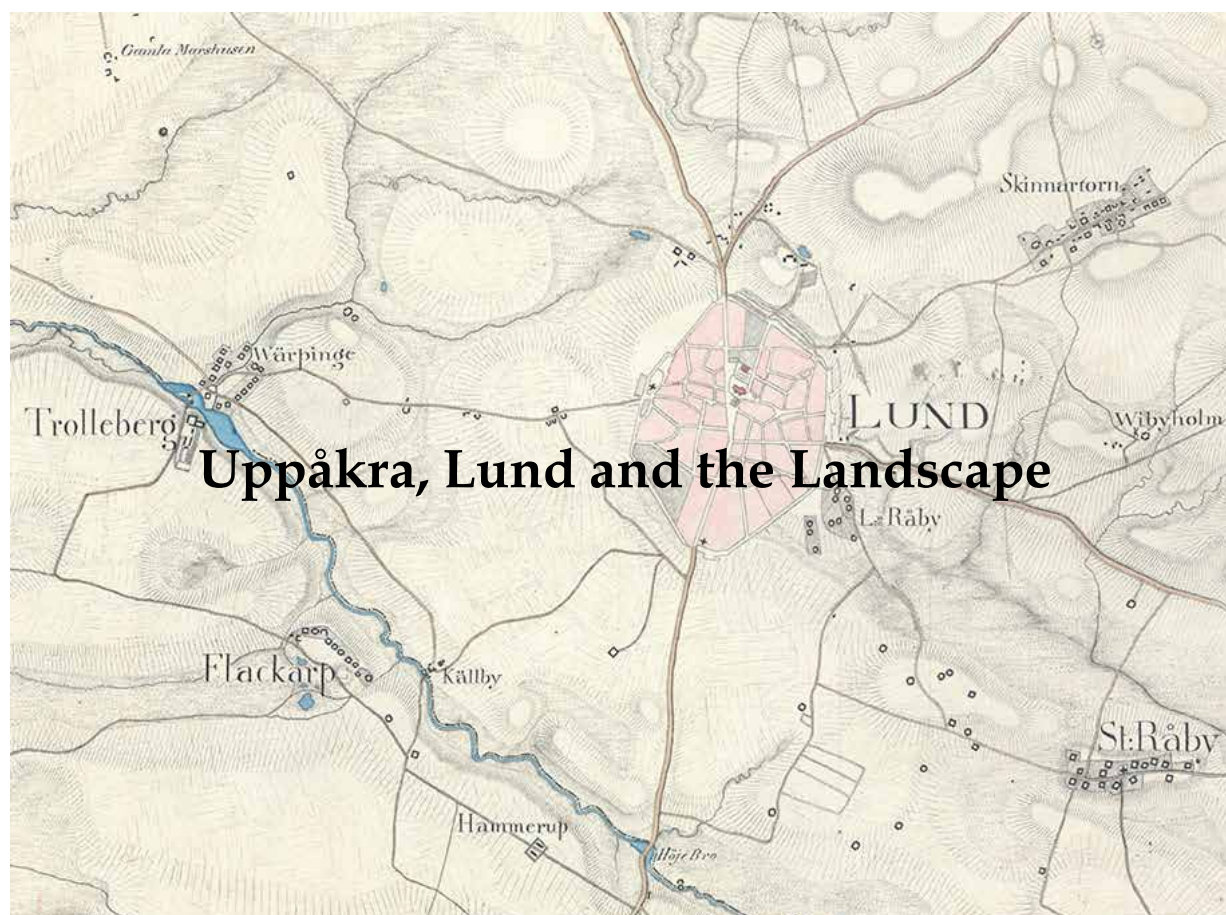 Gamla Marshusen
Skinnartorn
Wärpinge
Trolleberg
LUND
Wibyholm
Uppåkra, Lund and the Landscape
L:Råby
Flackarp
Källby
St:Råby
Hammerup
Höje Bro